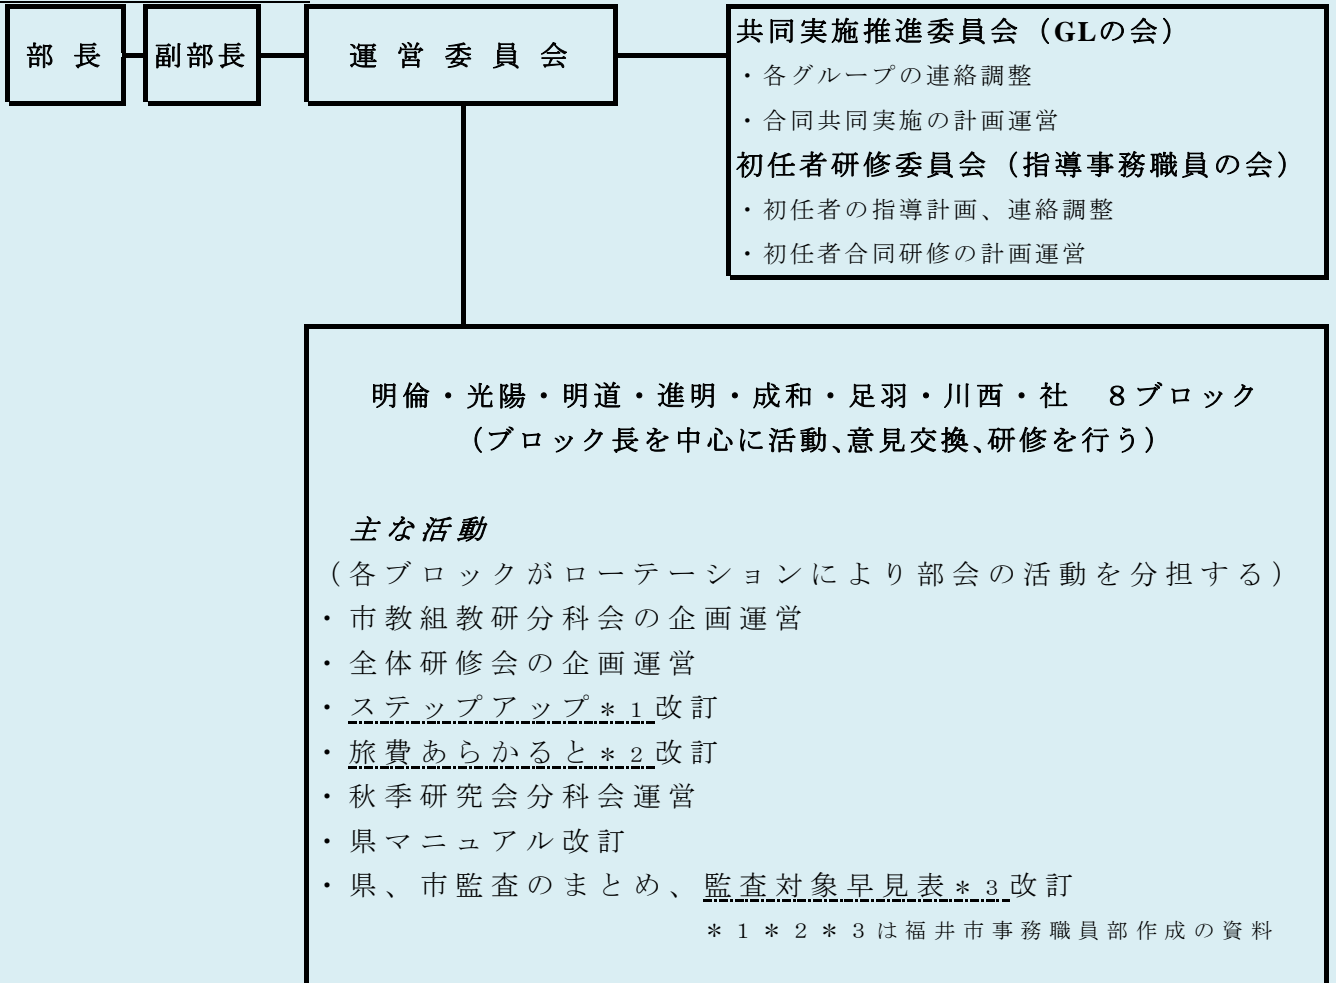 部長
副部長
運営委員会
共同実施推進委員会（GLの会）
・各グループの連絡調整
・合同共同実施の計画運営
初任者研修委員会（指導事務職員の会）
・初任者の指導計画、連絡調整
・初任者合同研修の計画運営
明倫・光陽・明道・進明・成和・足羽・川西・社　８ブロック
（ブロック長を中心に活動、意見交換、研修を行う）
主な活動
（各ブロックがローテーションにより部会の活動を分担する）
・市教組教研分科会の企画運営
・全体研修会の企画運営
・ステップアップ＊1改訂
・旅費あらかると＊2改訂
・秋季研究会分科会運営
・県マニュアル改訂
・県、市監査のまとめ、監査対象早見表＊3改訂
＊１＊２＊３は福井市事務職員部作成の資料